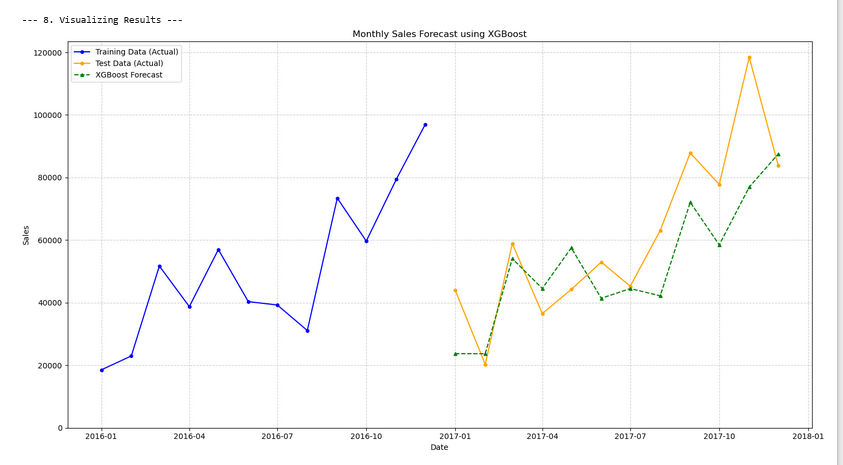 --- 8. Visualizing Results ---
Monthly Sales Forecast using XGBoost
Training Data (Actual)
Test Data (Actual)
XGBoost Forecast
120000
100000
80000
60000
40000
20000
0
Sales
2016-01 2016-04 2016-07 2016-10 2017-01 2017-04 2017-07 2017-10 2018-01
Date